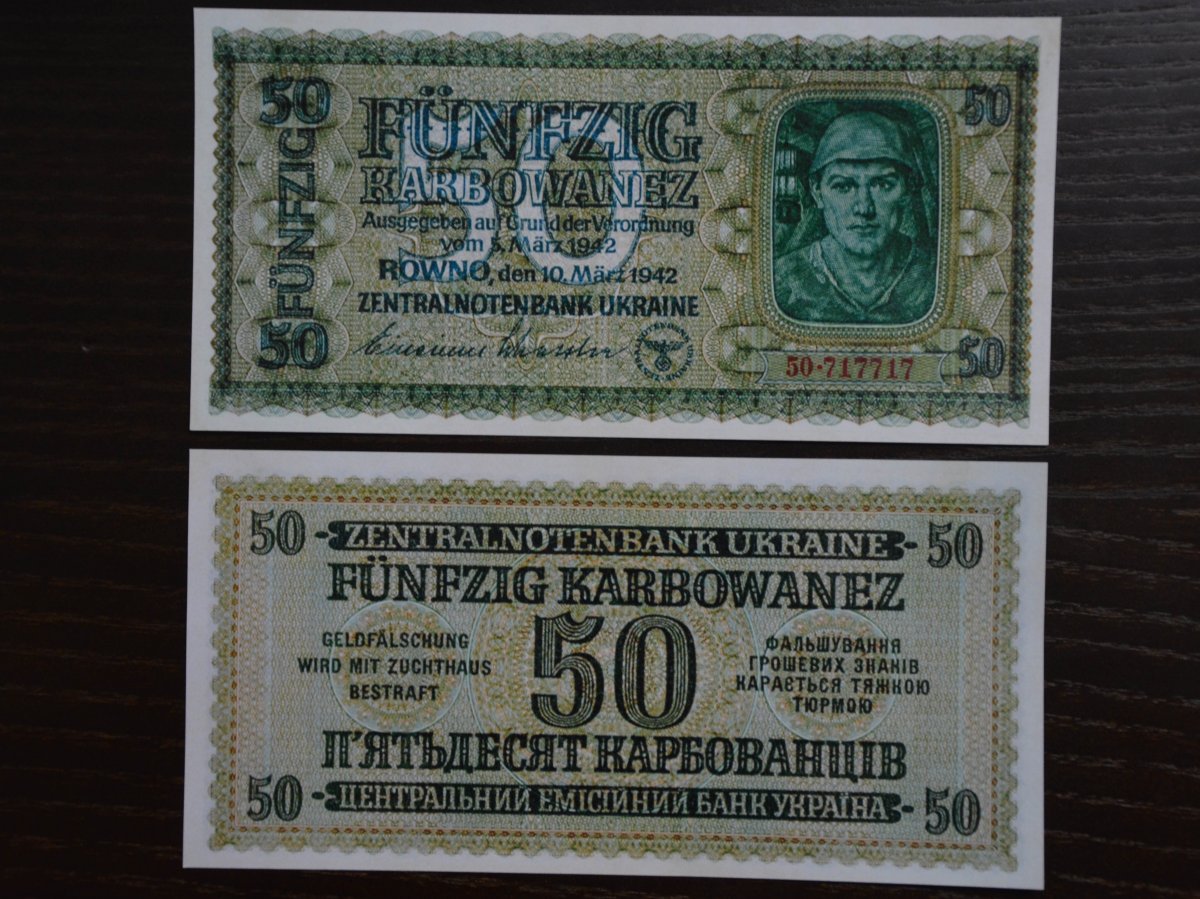 50
50
FÜNFZIG
FÜNFZIG
KARBOWANEZ
50
Ausgegeben auf Grund der Verordnung
vom 5. März 1942
ROWNO, den 10. März 1942
ZENTRALNOTENBANK UKRAINE
50
50-717717
50
50 -ZENTRALNOTENBANK UKRAINE- 50
FÜNFZIG KARBOWANEZ
GELDFÄLSCHUNG
WIRD MIT ZUCHTHAUS
BESTRAFT
50
ФАЛЬШУВАННЯ
ГРОШЕВИХ ЗНАКІВ
КАРАЄТЬСЯ ТЯЖКОЮ
ТЮРМОЮ
П'ЯТЬДЕСЯТ КАРБОВАНЦІВ
50 -ЦЕНТРАЛЬНИЙ ЕМІСІЙНИЙ БАНК УКРАЇНА- 50